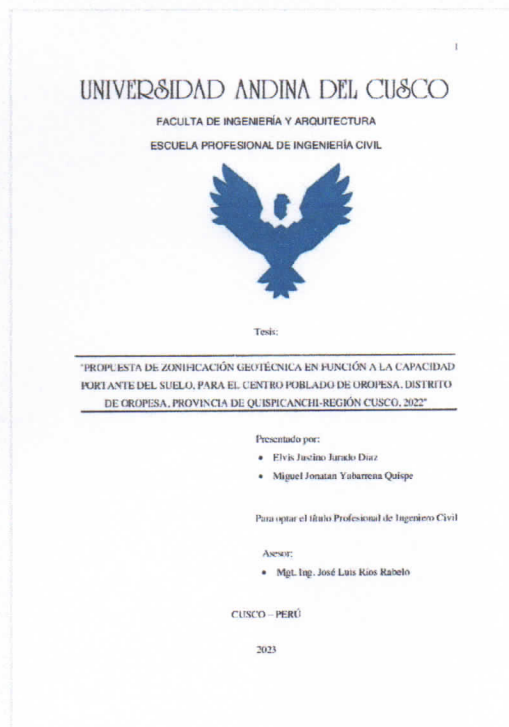 1
UNIVERSIDAD ANDINA DEL CUSCO
FACULTA DE INGENIERÍA Y ARQUITECTURA
ESCUELA PROFESIONAL DE INGENIERÍA CIVIL
Tesis:
"PROPUESTA DE ZONIFICACIÓN GEOTÉCNICA EN FUNCIÓN A LA CAPACIDAD
PORTANTE DEL SUELO, PARA EL CENTRO POBLADO DE OROPESA, DISTRITO
DE OROPESA, PROVINCIA DE QUISPICANCHI-REGIÓN CUSCO, 2022"
Presentado por:
• Elvis Justino Jurado Diaz
• Miguel Jonatan Yabarrena Quispe
Para optar el título Profesional de Ingeniero Civil
Asesor:
• Mgt. Ing. José Luis Rios Rabelo
CUSCO – PERÚ
2023